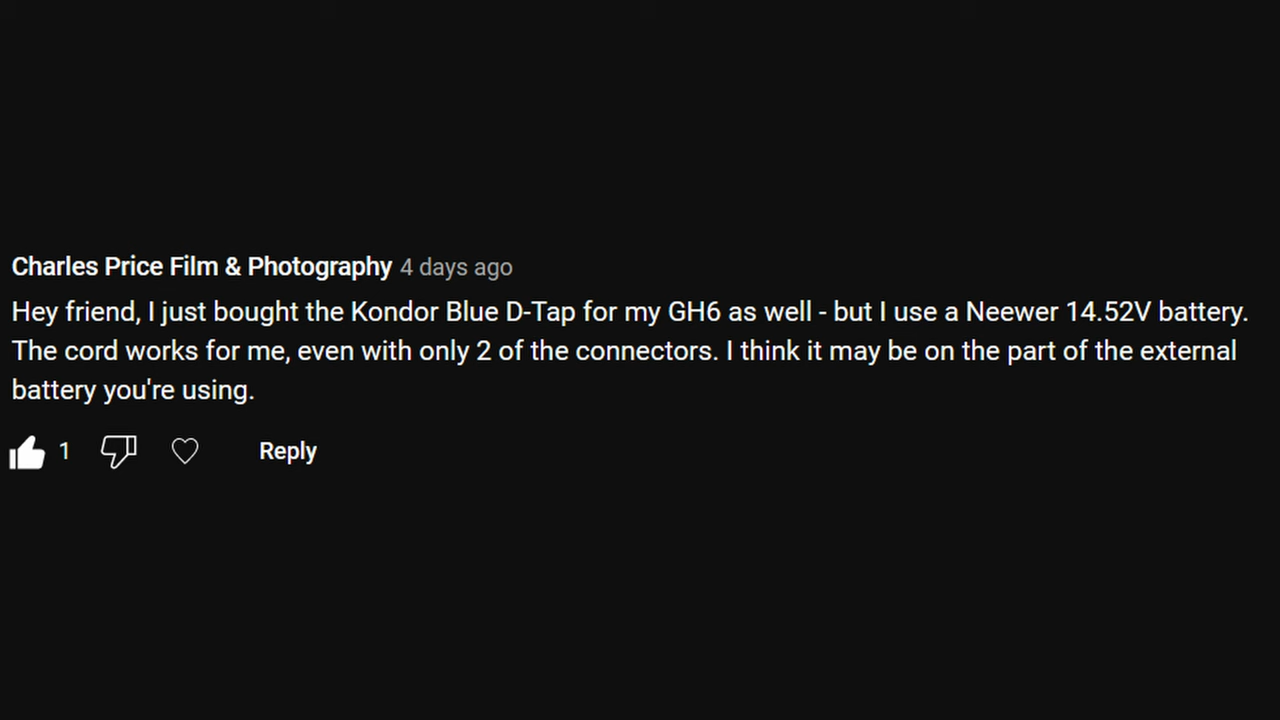 Charles Price Film & Photography 4 days ago
Hey friend, I just bought the Kondor Blue D-Tap for my GH6 as well - but I use a Neewer 14.52V battery.
The cord works for me, even with only 2 of the connectors. I think it may be on the part of the external
battery you're using.
1 Reply